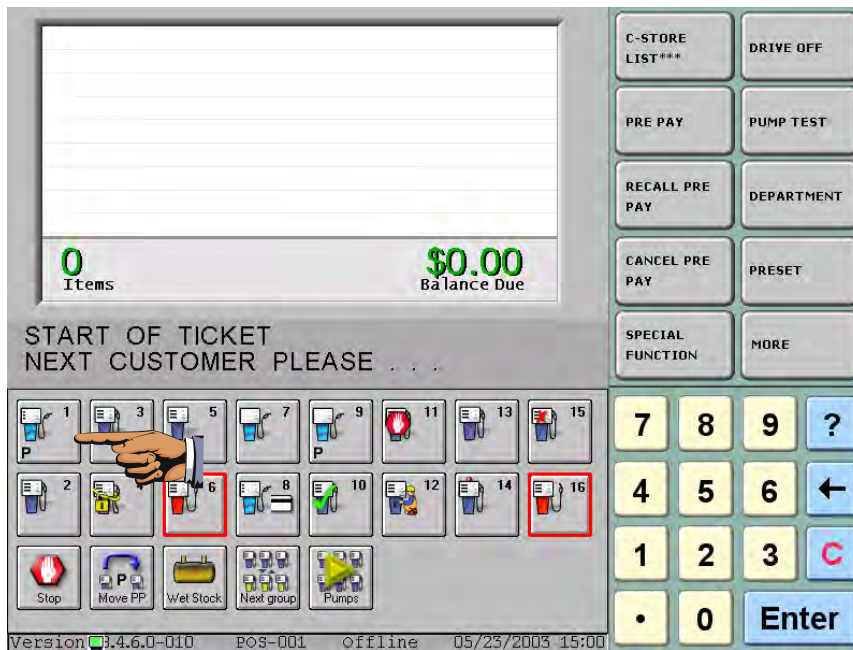 0
Items
$0.00
Balance Due
START OF TICKET
NEXT CUSTOMER PLEASE . . .
C-STORE
LIST***
DRIVE OFF
PRE PAY
PUMP TEST
RECALL PRE
PAY
DEPARTMENT
CANCEL PRE
PAY
PRESET
SPECIAL
FUNCTION
MORE
1
P
3
5
7
9
P
11
13
15
2
6
8
10
12
14
16
Stop
P
Move PP
Wet Stock
Next group
Pumps
7 8 9 ?
4 5 6 ←
1 2 3 C
. 0 Enter
Version 3.4.6.0-010 POS-001 Offline 05/23/2003 15:00